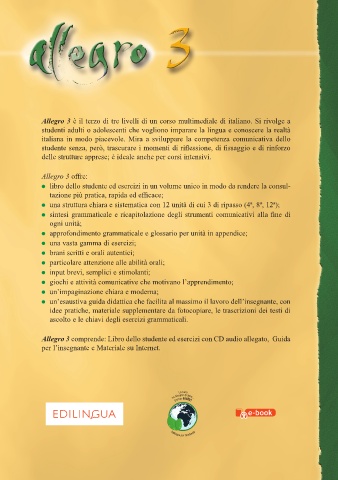 allegro 3
Allegro 3 è il terzo di tre livelli di un corso multimediale di italiano. Si rivolge a
studenti adulti o adolescenti che vogliono imparare la lingua e conoscere la realtà
italiana in modo piacevole. Mira a sviluppare la competenza comunicativa dello
studente senza, però, trascurare i momenti di riflessione, di fissaggio e di rinforzo
delle strutture apprese; è ideale anche per corsi intensivi.
Allegro 3 offre:
• libro dello studente ed esercizi in un volume unico in modo da rendere la consul-
tazione più pratica, rapida ed efficace;
• una struttura chiara e sistematica con 12 unità di cui 3 di ripasso (4ª, 8ª, 12ª);
• sintesi grammaticale e ricapitolazione degli strumenti comunicativi alla fine di
ogni unità;
• approfondimento grammaticale e glossario per unità in appendice;
• una vasta gamma di esercizi;
• brani scritti e orali autentici;
• particolare attenzione alle abilità orali;
• input brevi, semplici e stimolanti;
• giochi e attività comunicative che motivano l'apprendimento;
• un'impaginazione chiara e moderna;
• un'esaustiva guida didattica che facilita al massimo il lavoro dell'insegnante, con
idee pratiche, materiale supplementare da fotocopiare, le trascrizioni dei testi di
ascolto e le chiavi degli esercizi grammaticali.
Allegro 3 comprende: Libro dello studente ed esercizi con CD audio allegato, Guida
per l'insegnante e Materiale su Internet.
EDILINGUA
e-book